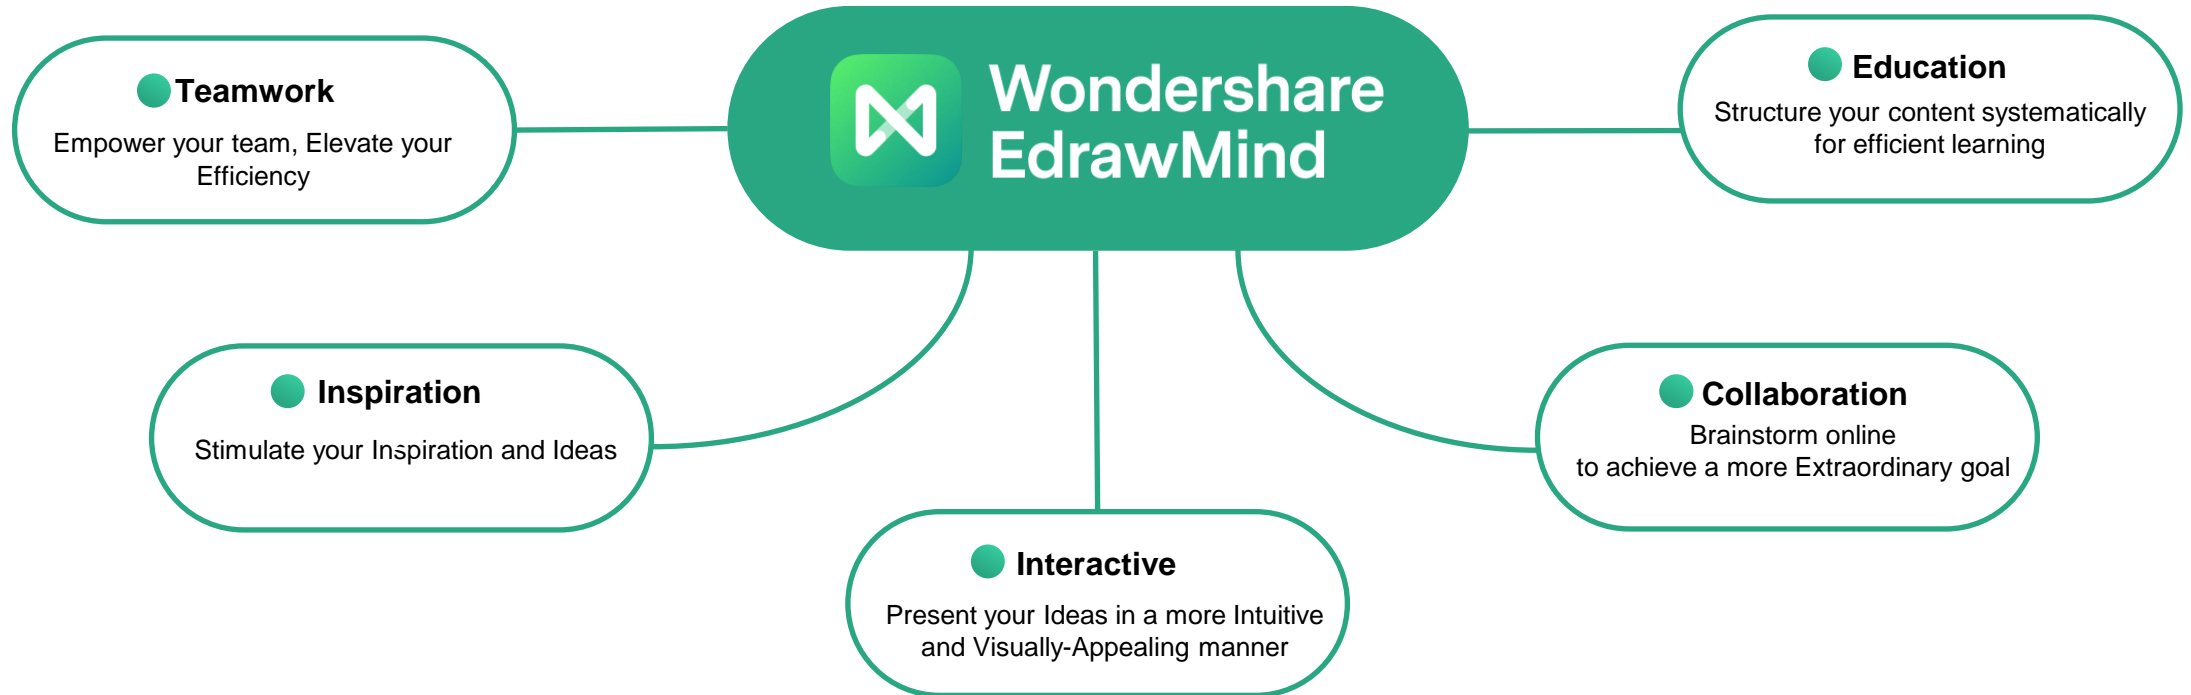 Wondershare
EdrawMind
Teamwork
Empower your team, Elevate your
Efficiency
Education
Structure your content systematically
for efficient learning
Inspiration
Stimulate your Inspiration and Ideas
Collaboration
Brainstorm online
to achieve a more Extraordinary goal
Interactive
Present your Ideas in a more Intuitive
and Visually-Appealing manner